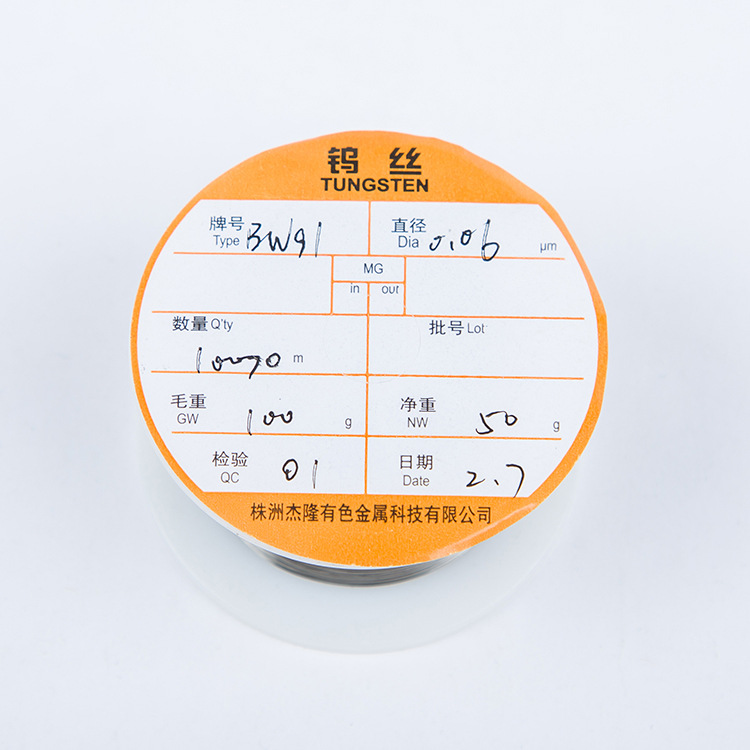 钨 丝
TUNGSTEN
牌号 Type BW91 直径 Dia 0.06 μm
MG
in out
数量 Q'ty 批号 Lot
m
毛重 GW 100 g 净重 NW 50 g
检验 QC 01 日期 Date 2.7
株洲杰隆有色金属科技有限公司